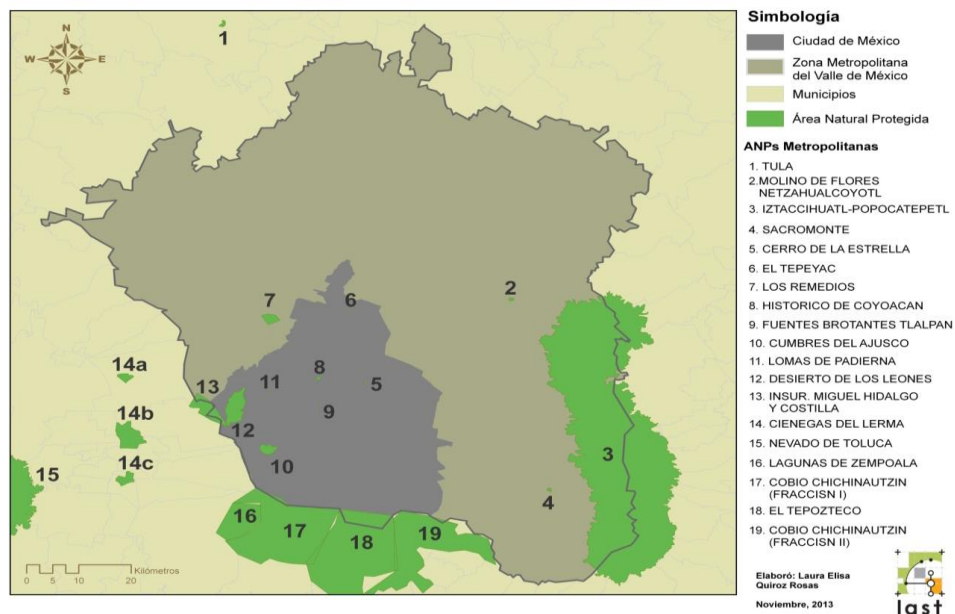 N
W E
S
1
2
3
4
5
6
7
8
9
10
11
12
13
14a
14b
14c
15
16
17
18
19
0 5 10 20 Kilómetros
Simbología
Ciudad de México
Zona Metropolitana
del Valle de México
Municipios
Área Natural Protegida
ANPs Metropolitanas
1. TULA
2.MOLINO DE FLORES
NETZAHUALCOYOTL
3. IZTACCIHUATL-POPOCATEPETL
4. SACROMONTE
5. CERRO DE LA ESTRELLA
6. EL TEPEYAC
7. LOS REMEDIOS
8. HISTORICO DE COYOACAN
9. FUENTES BROTANTES TLALPAN
10. CUMBRES DEL AJUSCO
11. LOMAS DE PADIERNA
12. DESIERTO DE LOS LEONES
13. INSUR. MIGUEL HIDALGO
Y COSTILLA
14. CIENEGAS DEL LERMA
15. NEVADO DE TOLUCA
16. LAGUNAS DE ZEMPOALA
17. COBIO CHICHINAUTZIN
(FRACCISN I)
18. EL TEPOZTECO
19. COBIO CHICHINAUTZIN
(FRACCISN II)
Elaboró: Laura Elisa
Quiroz Rosas
Noviembre, 2013
last